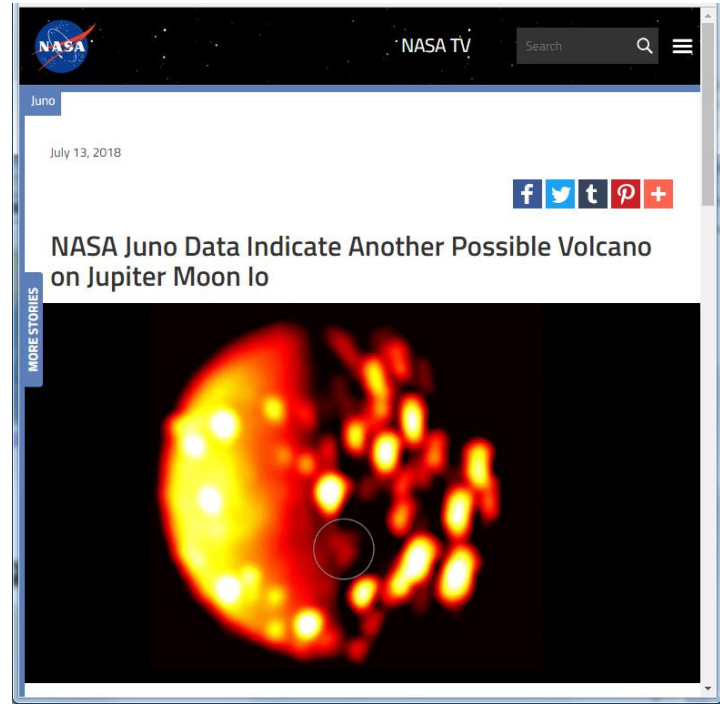 NASA
NASA TV
Search
Juno
July 13, 2018
f t p +
NASA Juno Data Indicate Another Possible Volcano
on Jupiter Moon Io
MORE STORIES